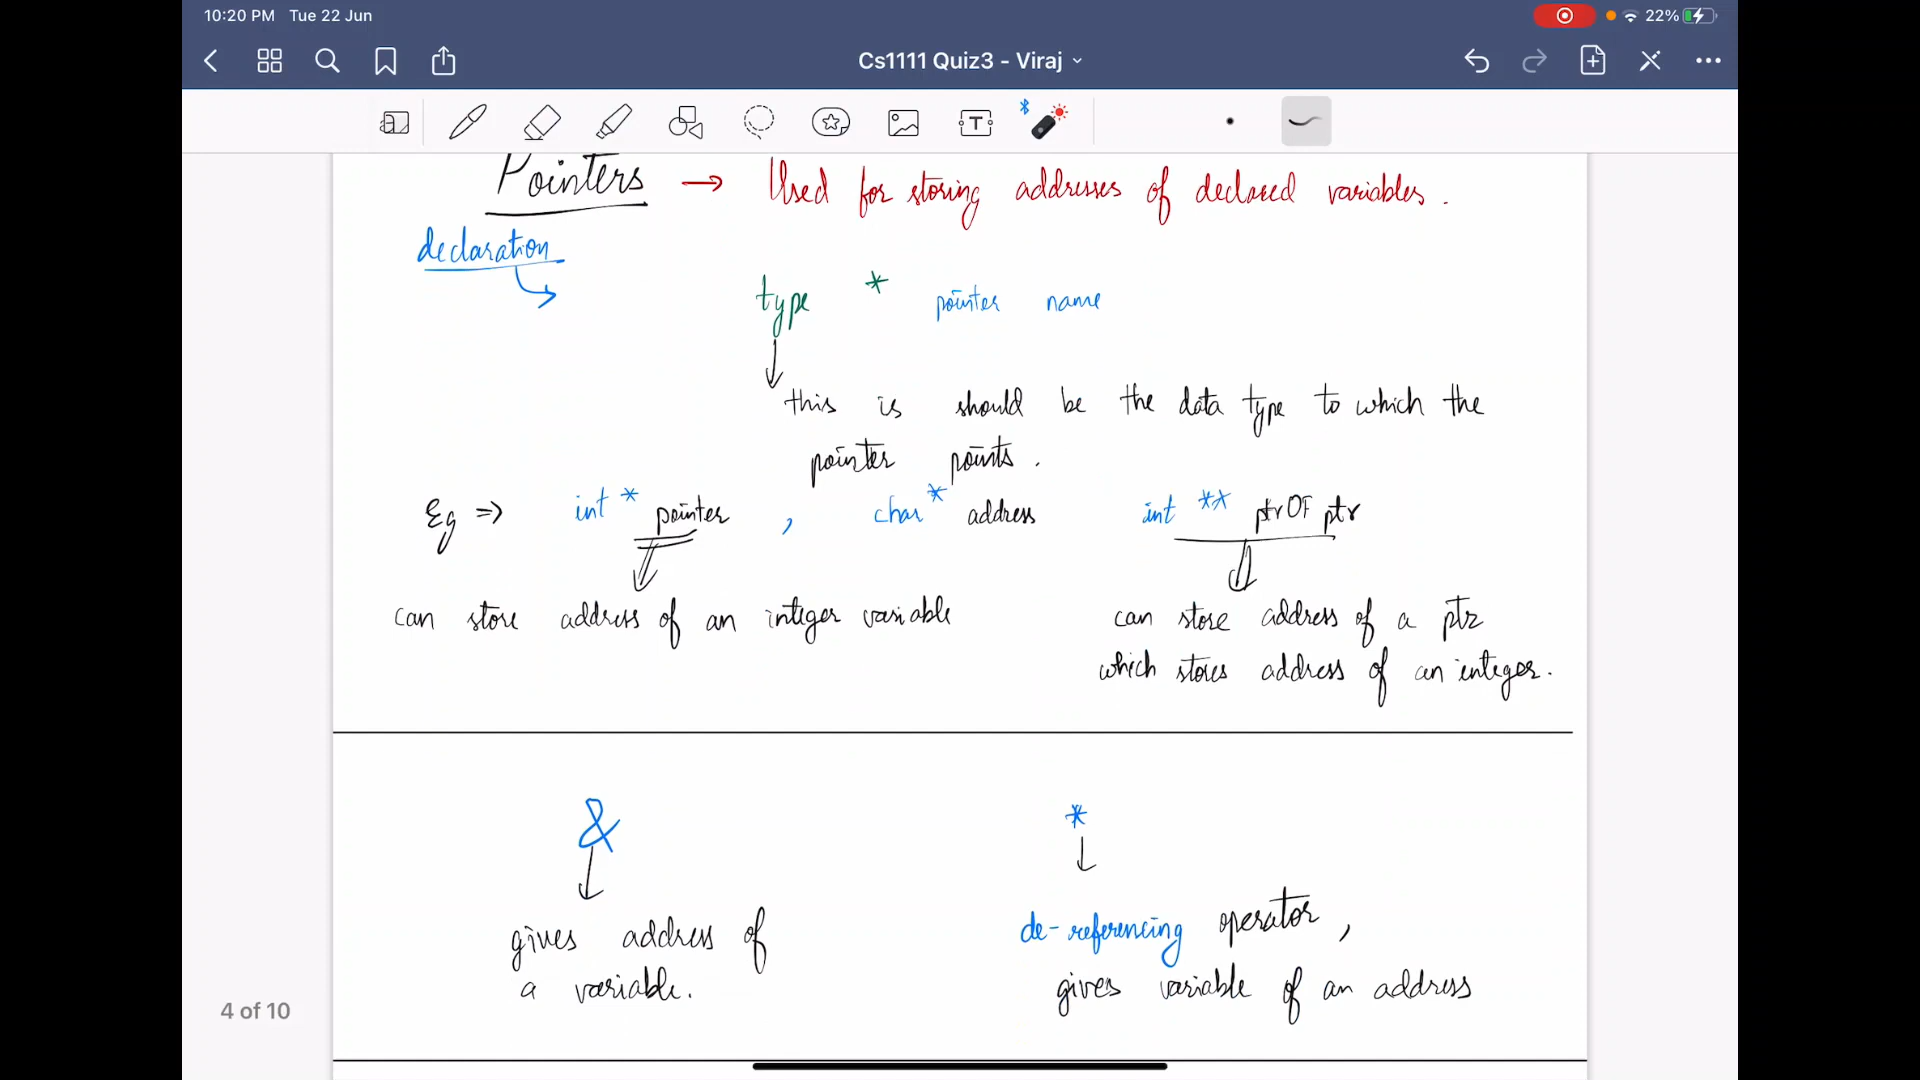 10:20 PM Tue 22 Jun
22%
Cs1111 Quiz3 - Viraj
Pointers → Used for storing addresses of declared variables.
declaration
type * pointer name
this is should be the data type to which the
pointer points.
Eg ⇒ int * pointer , char * address int ** ptrOF ptr
can store address of an integer variable
can store address of a ptr
which stores address of an integer.
&
gives address of
a variable.
*
de-referencing operator,
gives variable of an address
4 of 10